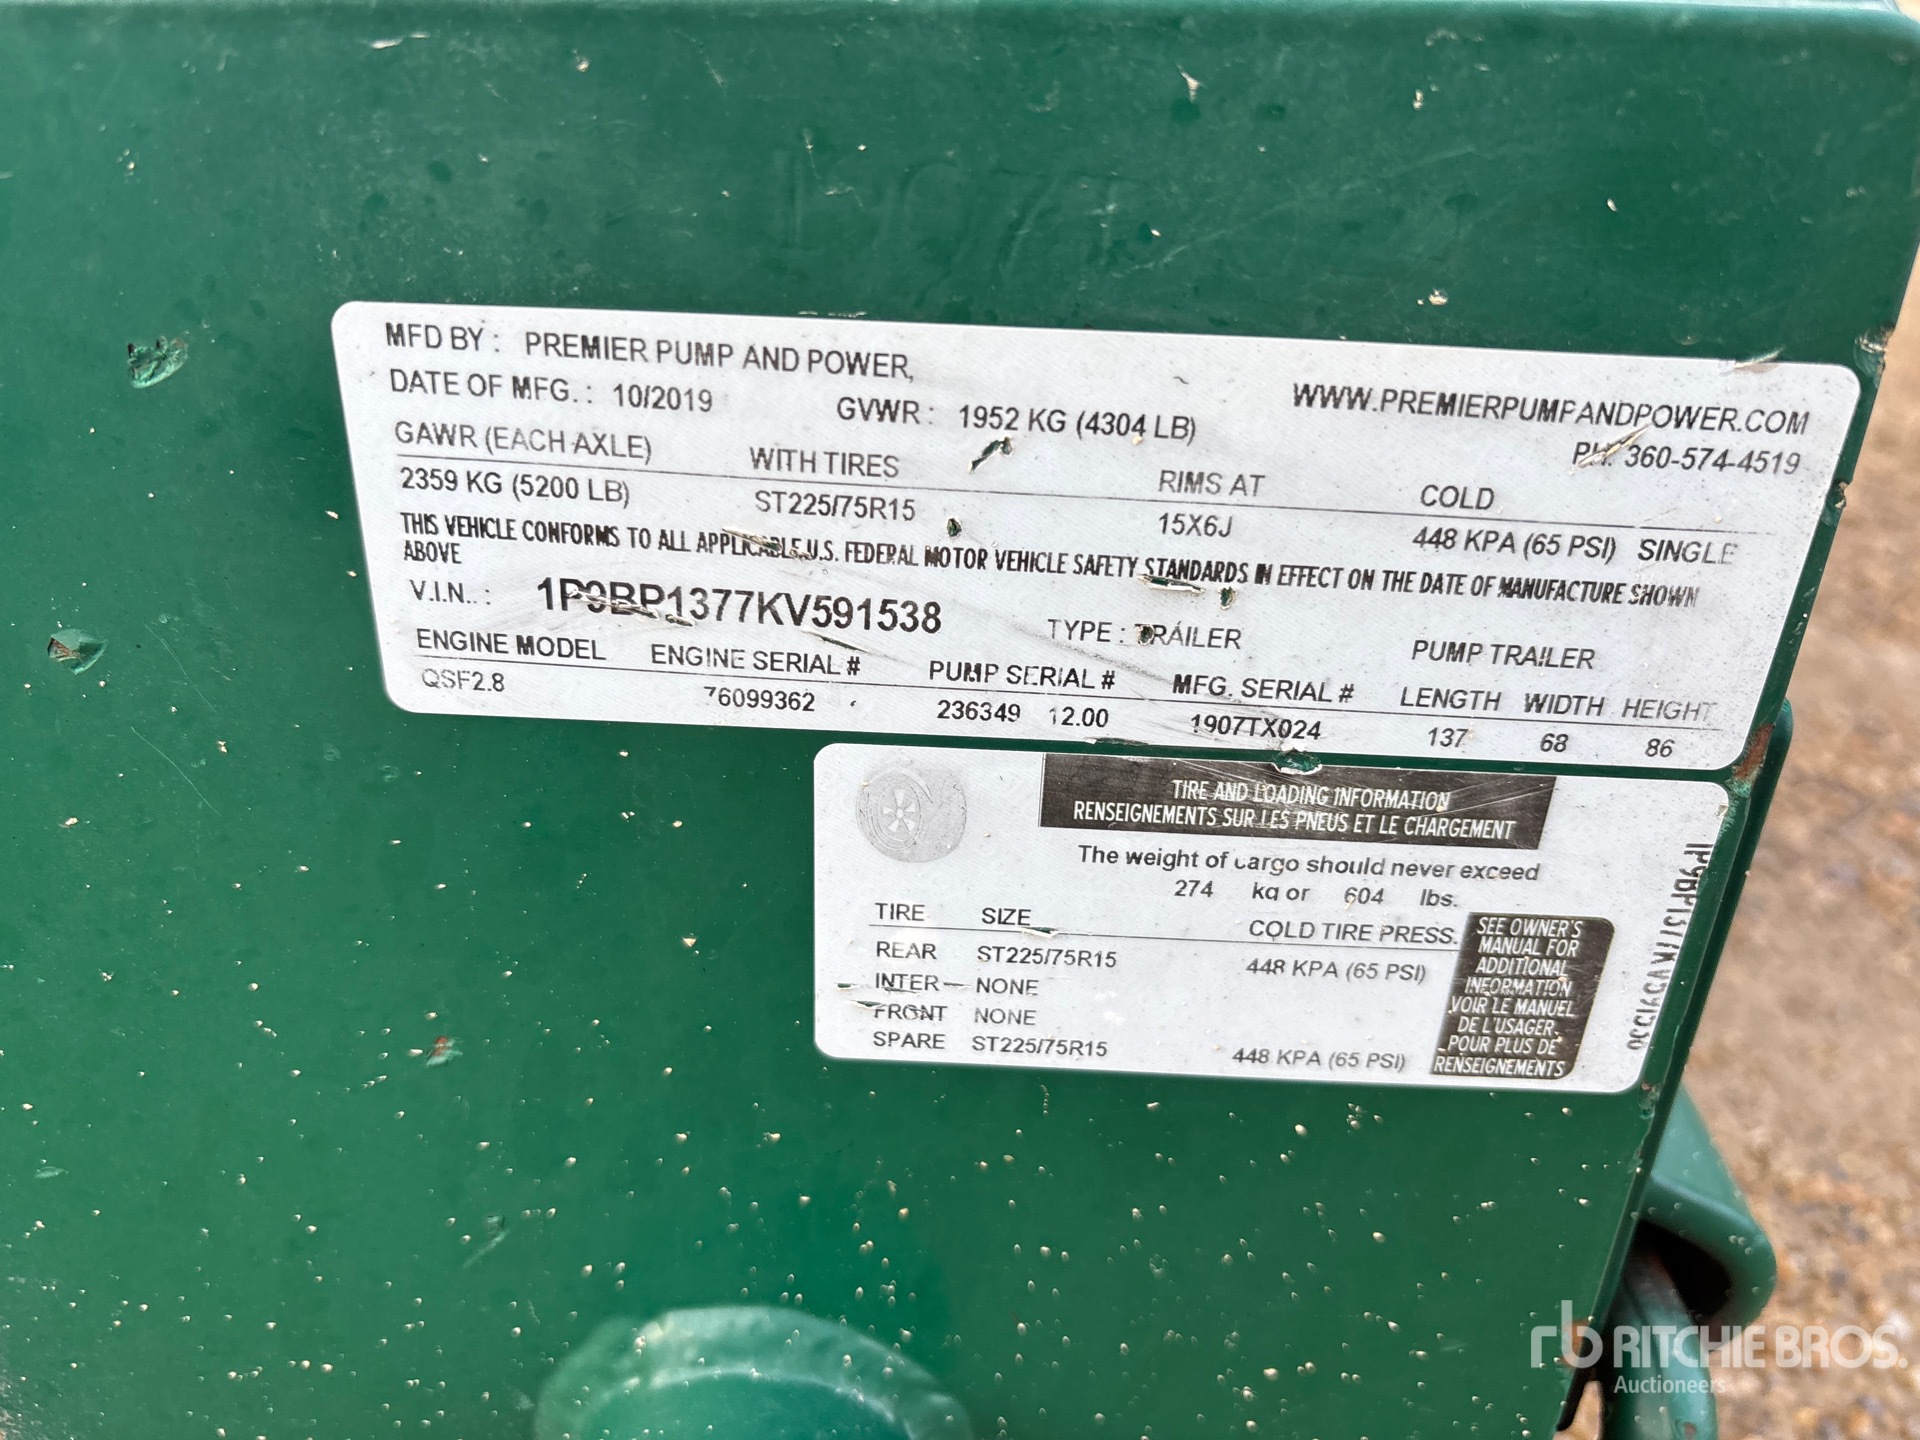 MFD BY : PREMIER PUMP AND POWER,
WWW.PREMIERPUMPANDPOWER.COM
DATE OF MFG. : 10/2019 GVWR : 1952 KG (4304 LB)
PH. 360-574-4519
GAWR (EACH AXLE) WITH TIRES RIMS AT COLD
2359 KG (5200 LB) ST225/75R15 15X6J 448 KPA (65 PSI) SINGLE
THIS VEHICLE CONFORMS TO ALL APPLICABLE U.S. FEDERAL MOTOR VEHICLE SAFETY STANDARDS IN EFFECT ON THE DATE OF MANUFACTURE SHOWN
ABOVE
V.I.N. : 1P9BP1377KV591538 TYPE : TRAILER PUMP TRAILER
ENGINE MODEL ENGINE SERIAL # PUMP SERIAL # MFG. SERIAL # LENGTH WIDTH HEIGHT
QSF2.8 76099362 236349 12.00 1907TX024 137 68 86
TIRE AND LOADING INFORMATION
RENSEIGNEMENTS SUR LES PNEUS ET LE CHARGEMENT
The weight of cargo should never exceed
274 kg or 604 lbs.
TIRE SIZE COLD TIRE PRESS.
REAR ST225/75R15 448 KPA (65 PSI)
INTER NONE
FRONT NONE
SPARE ST225/75R15 448 KPA (65 PSI)
SEE OWNER'S
MANUAL FOR
ADDITIONAL
INFORMATION
VOIR LE MANUEL
DE L'USAGER
POUR PLUS DE
RENSEIGNEMENTS
rb RITCHIE BROS.
Auctioneers